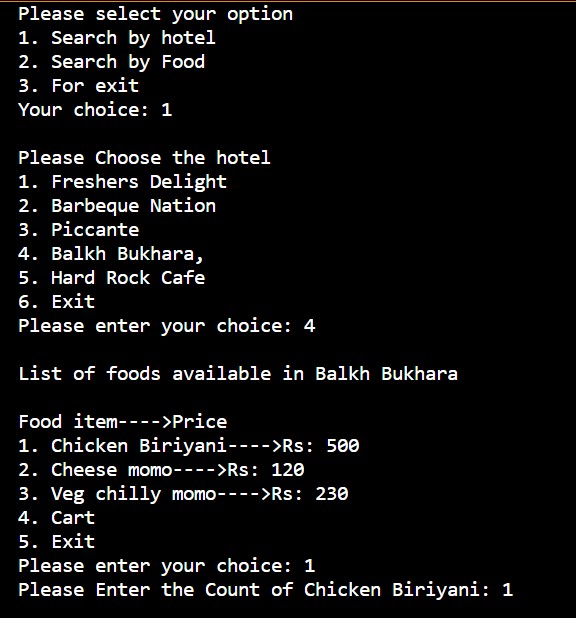 Please select your option
1. Search by hotel
2. Search by Food
3. For exit
Your choice: 1
Please Choose the hotel
1. Freshers Delight
2. Barbeque Nation
3. Piccante
4. Balkh Bukhara,
5. Hard Rock Cafe
6. Exit
Please enter your choice: 4
List of foods available in Balkh Bukhara
Food item---->Price
1. Chicken Biriyani---->Rs: 500
2. Cheese momo---->Rs: 120
3. Veg chilly momo---->Rs: 230
4. Cart
5. Exit
Please enter your choice: 1
Please Enter the Count of Chicken Biriyani: 1